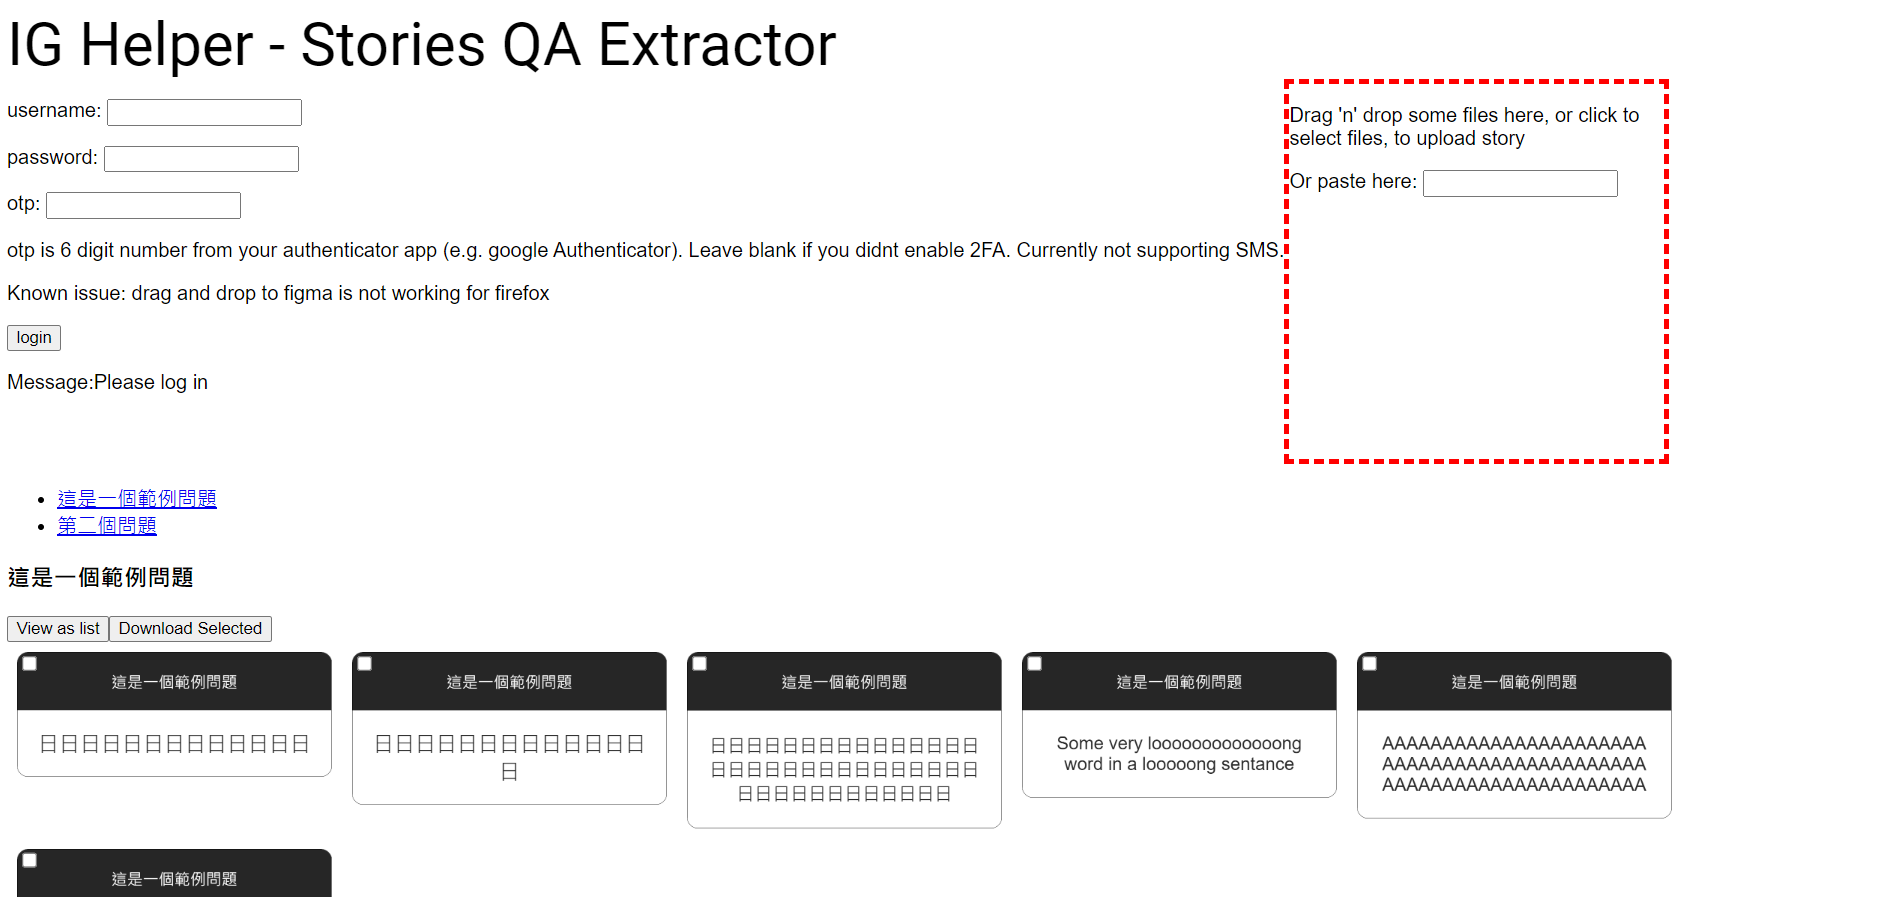 IG Helper - Stories QA Extractor
username:
password:
otp:
otp is 6 digit number from your authenticator app (e.g. google Authenticator). Leave blank if you didnt enable 2FA. Currently not supporting SMS.
Known issue: drag and drop to figma is not working for firefox
login
Message:Please log in
Drag 'n' drop some files here, or click to
select files, to upload story
Or paste here:
這是一個範例問題
第二個問題
這是一個範例問題
View as list
Download Selected
這是一個範例問題
日日日日日日日日日日日日日
這是一個範例問題
日日日日日日日日日日日日日
日
這是一個範例問題
日日日日日日日日日日日日日日日
日日日日日日日日日日日日日日日
日日日日日日日日日日日日
這是一個範例問題
Some very looooooooooooong
word in a looooong sentance
這是一個範例問題
AAAAAAAAAAAAAAAAAAAAAA
AAAAAAAAAAAAAAAAAAAAAA
AAAAAAAAAAAAAAAAAAAAAA
這是一個範例問題